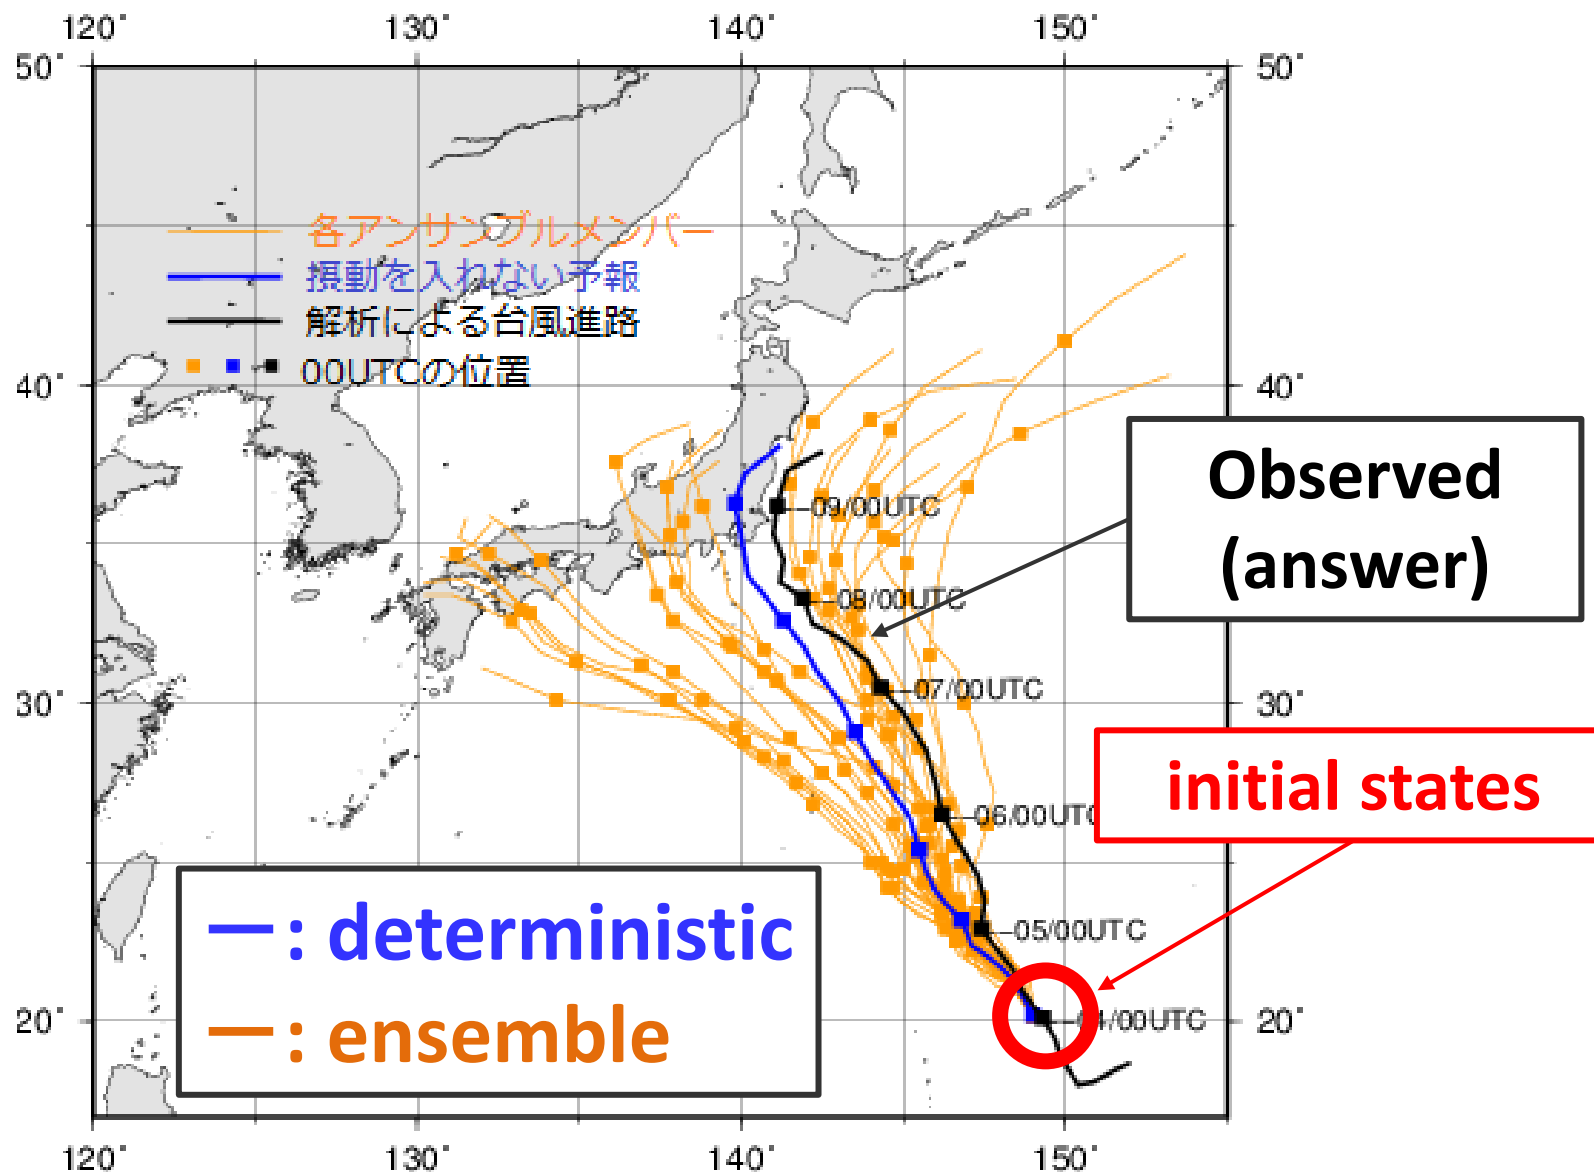 120° 130° 140° 150°
50° 50°
各アンサンブルメンバー
摂動を入れない予報
解析による台風進路
00UTCの位置
40° 40°
Observed
(answer)
09/00UTC
08/00UTC
07/00UTC
30° 30°
initial states
06/00UTC
: deterministic
05/00UTC
: ensemble
20° 04/00UTC 20°
120° 130° 140° 150°